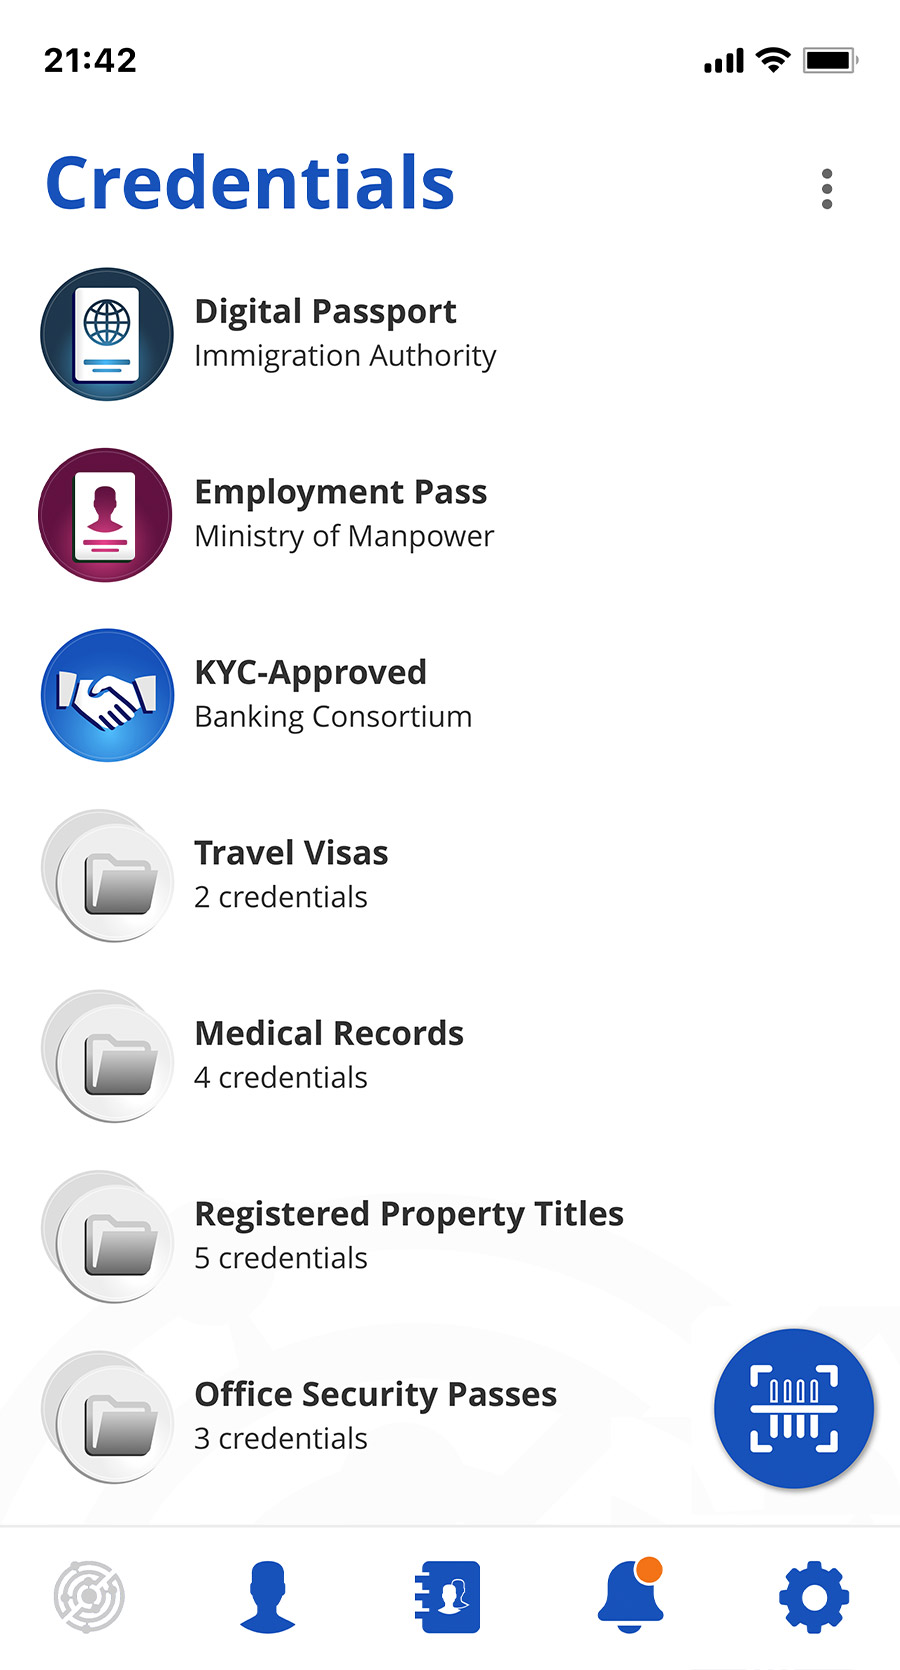 21:42
Credentials
Digital Passport
Immigration Authority
Employment Pass
Ministry of Manpower
KYC-Approved
Banking Consortium
Travel Visas
2 credentials
Medical Records
4 credentials
Registered Property Titles
5 credentials
Office Security Passes
3 credentials